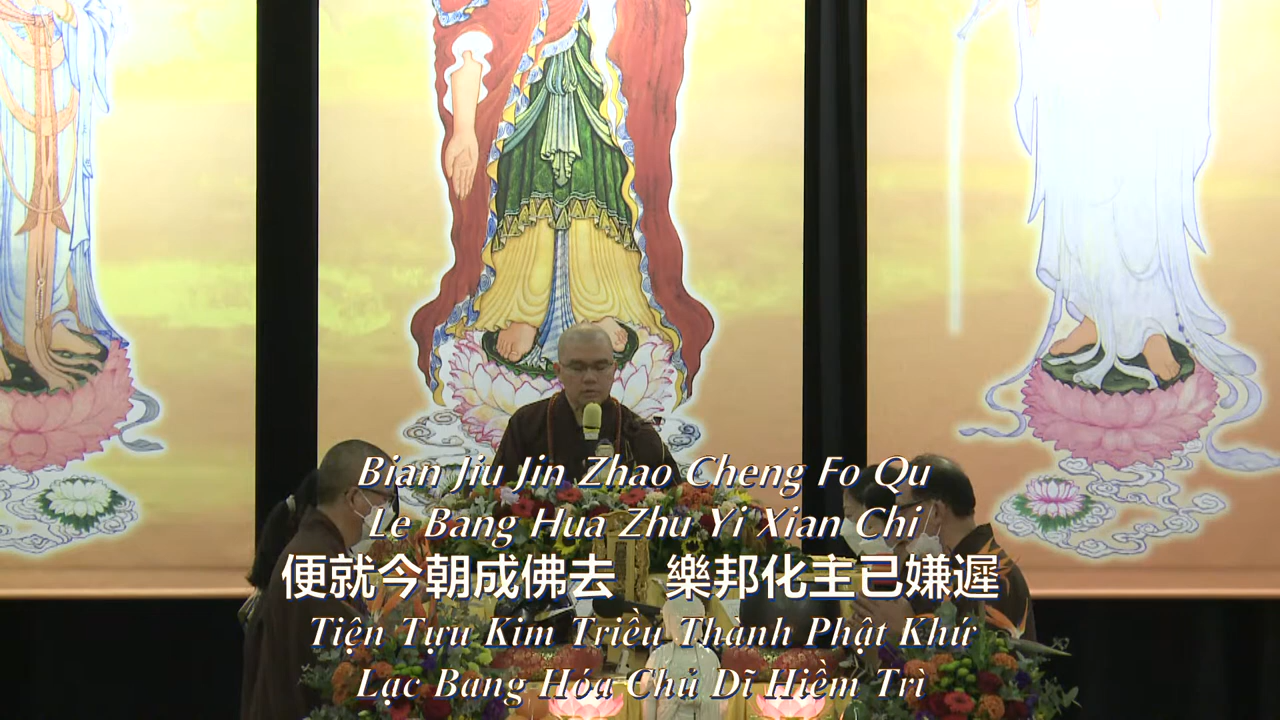 Bian Jiu Jin Zhao Cheng Fo Qu
Le Bang Hua Zhu Yi Xian Chi
便就今朝成佛去　樂邦化主已嫌遲
Tiện Tựu Kim Triều Thành Phật Khứ
Lạc Bang Hóa Chủ Dĩ Hiềm Trì